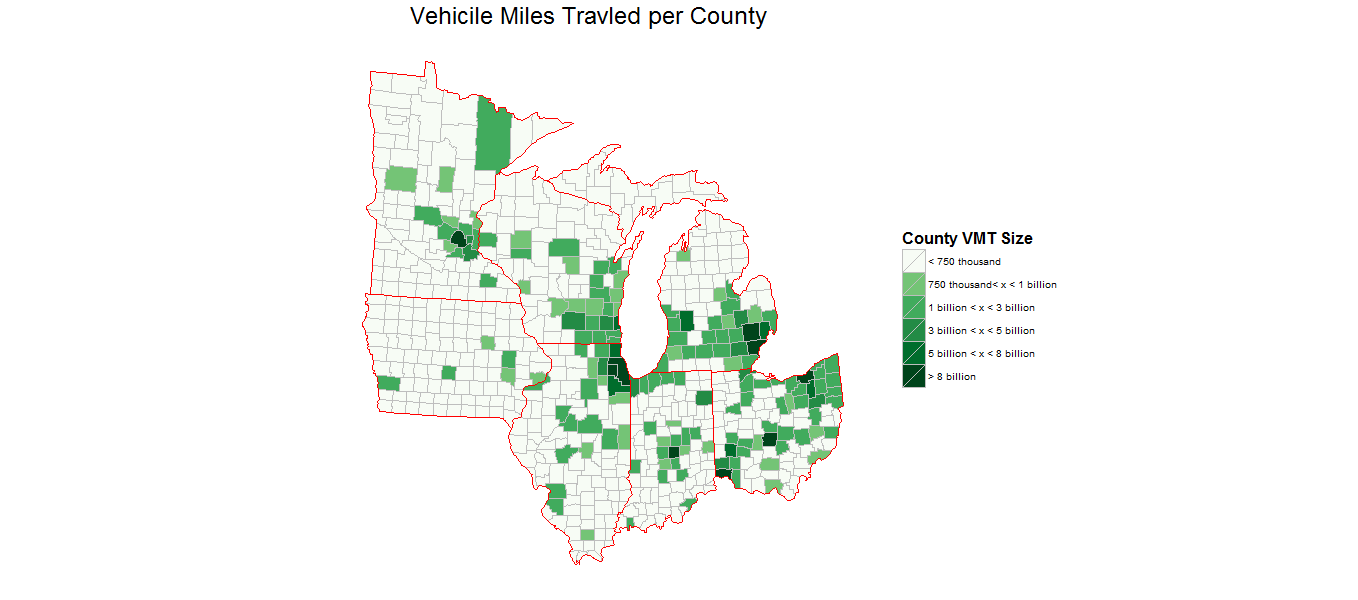 Vehicile Miles Travled per County
County VMT Size
< 750 thousand
750 thousand< x < 1 billion
1 billion < x < 3 billion
3 billion < x < 5 billion
5 billion < x < 8 billion
> 8 billion